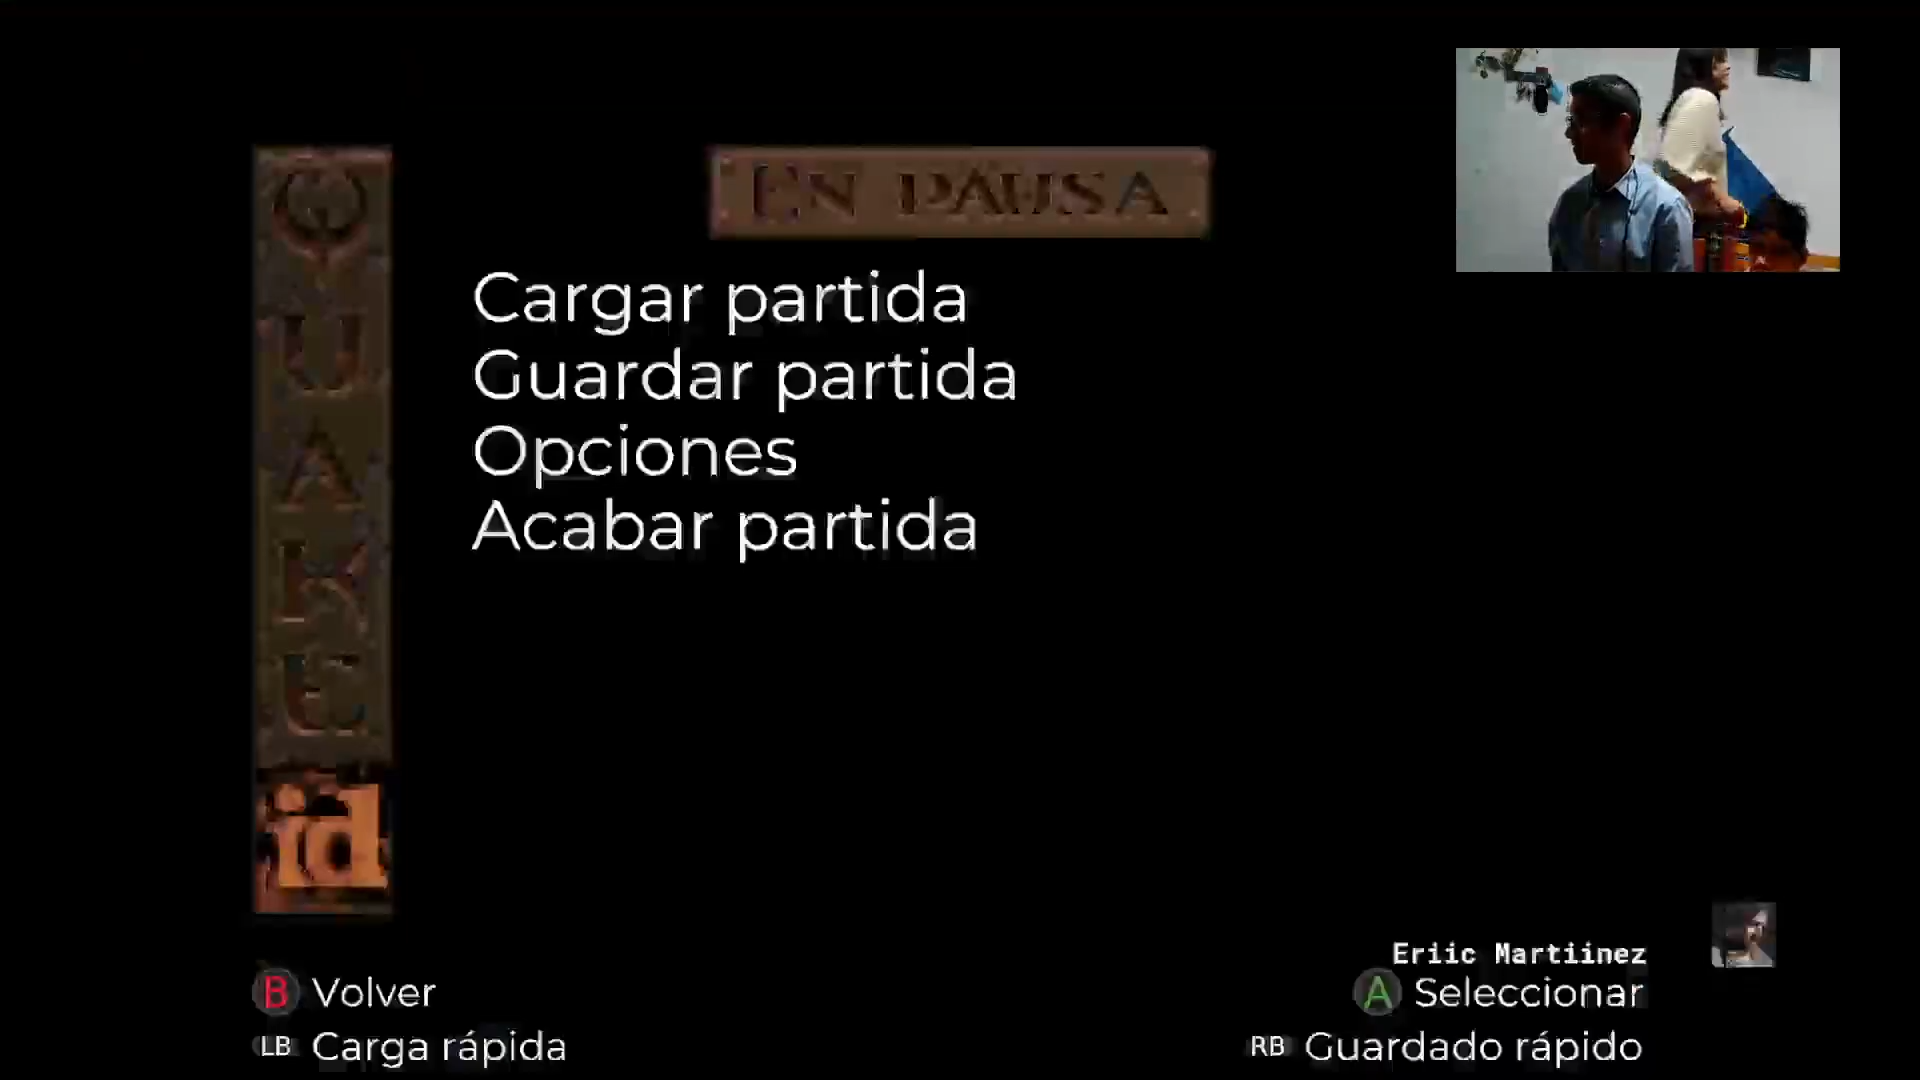 QUAKE
id
EN PAUSA
Cargar partida
Guardar partida
Opciones
Acabar partida
Eriic Martiinez
B Volver
A Seleccionar
LB Carga rápida
RB Guardado rápido